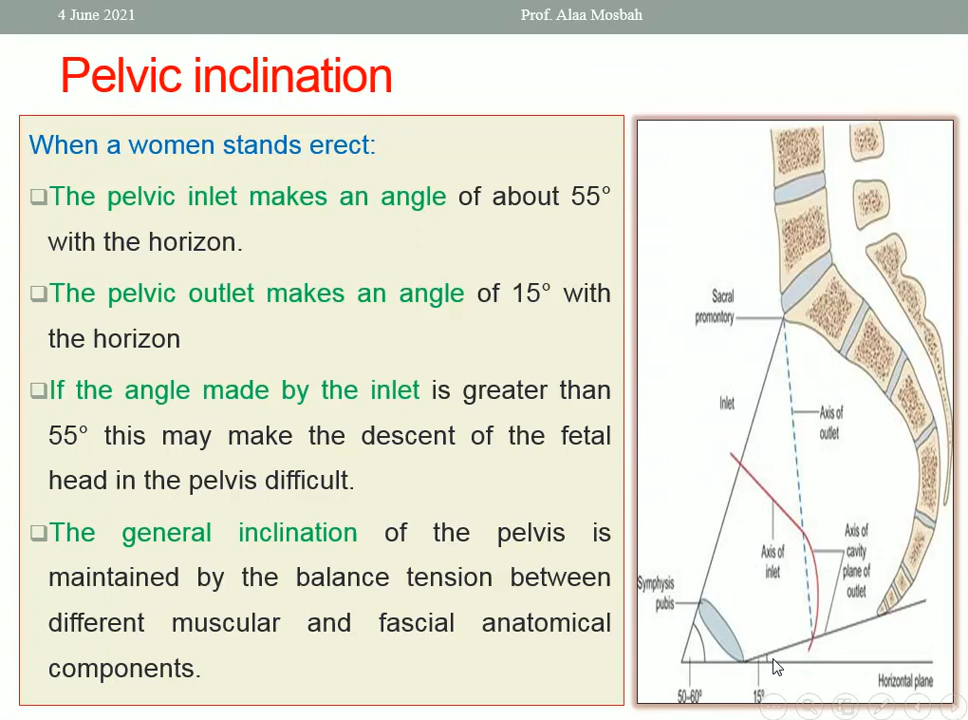 4 June 2021
Prof. Alaa Mosbah
Pelvic inclination
When a women stands erect:
❑The pelvic inlet makes an angle of about 55°
with the horizon.
❑The pelvic outlet makes an angle of 15° with
the horizon
❑If the angle made by the inlet is greater than
55° this may make the descent of the fetal
head in the pelvis difficult.
❑The general inclination of the pelvis is
maintained by the balance tension between
different muscular and fascial anatomical
components.
Sacral
promontory
Inlet
Axis of
outlet
Axis of
inlet
Axis of
cavity
plane of
outlet
Symphysis
pubis
Horizontal plane
50-60°
15°